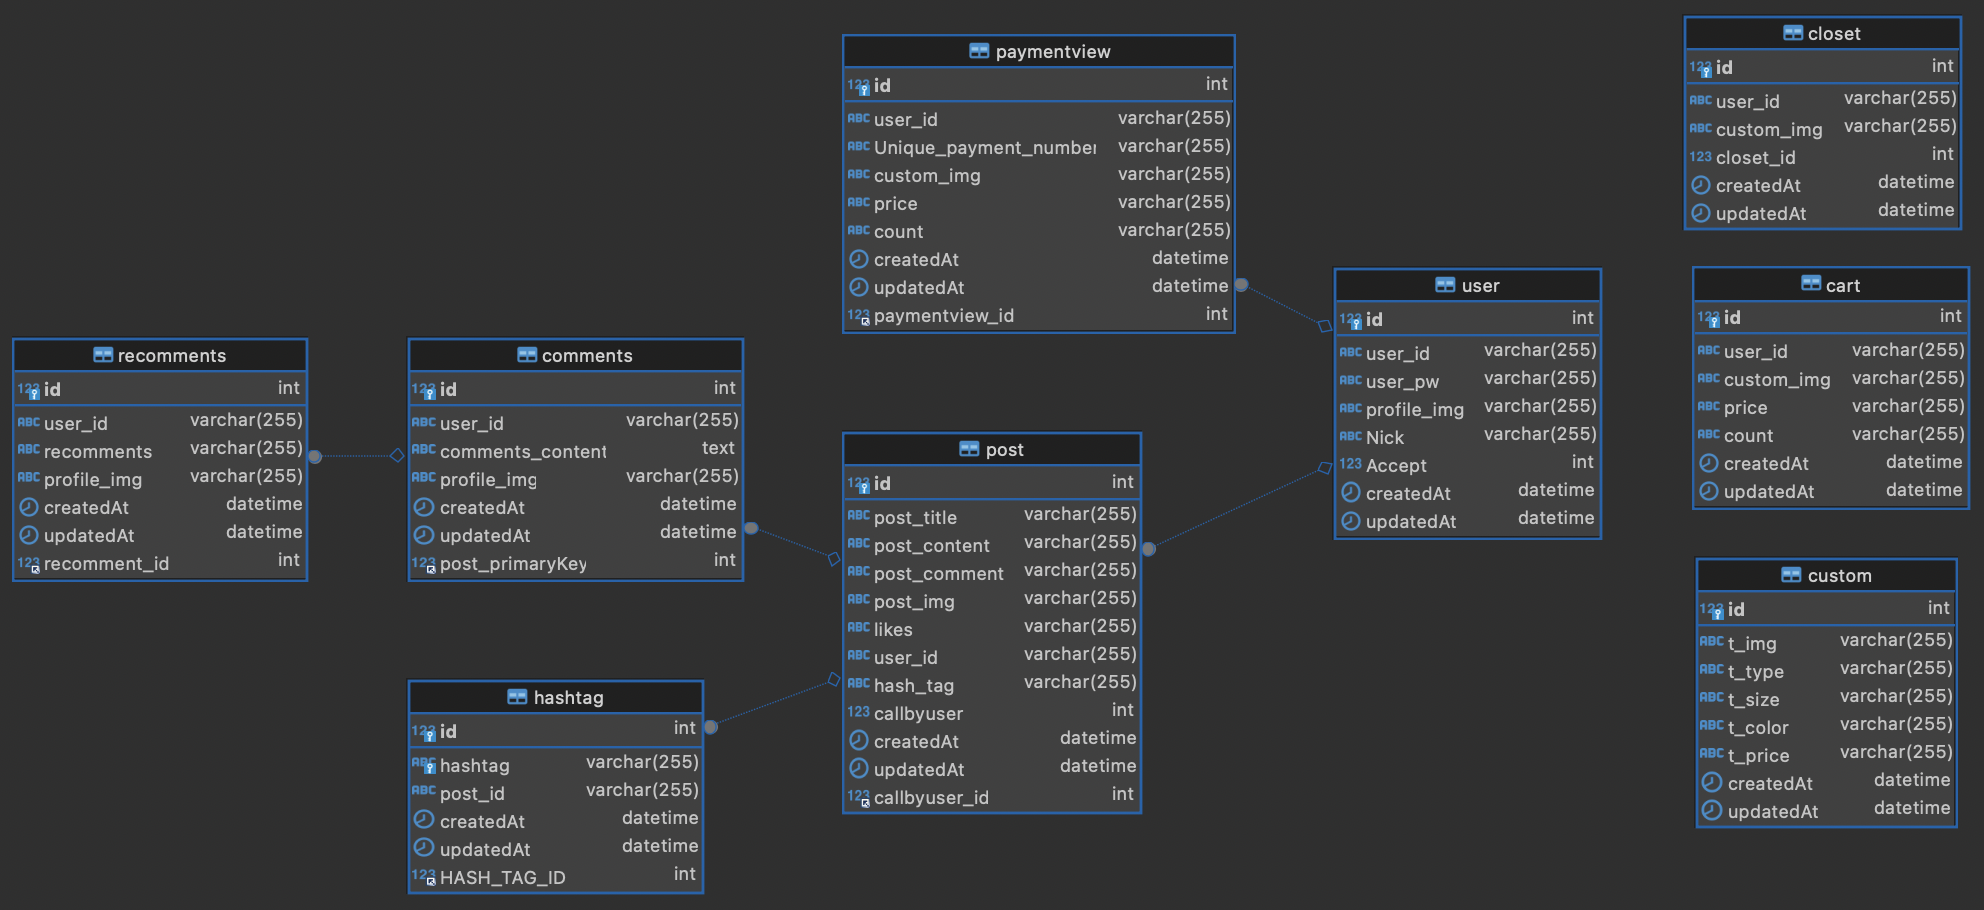 paymentview
id int
user_id varchar(255)
Unique_payment_number varchar(255)
custom_img varchar(255)
price varchar(255)
count varchar(255)
createdAt datetime
updatedAt datetime
paymentview_id int
closet
id int
user_id varchar(255)
custom_img varchar(255)
closet_id int
createdAt datetime
updatedAt datetime
user
id int
user_id varchar(255)
user_pw varchar(255)
profile_img varchar(255)
Nick varchar(255)
Accept int
createdAt datetime
updatedAt datetime
cart
id int
user_id varchar(255)
custom_img varchar(255)
price varchar(255)
count varchar(255)
createdAt datetime
updatedAt datetime
recomments
id int
user_id varchar(255)
recomments varchar(255)
profile_img varchar(255)
createdAt datetime
updatedAt datetime
recomment_id int
comments
id int
user_id varchar(255)
comments_content text
profile_img varchar(255)
createdAt datetime
updatedAt datetime
post_primaryKey int
post
id int
post_title varchar(255)
post_content varchar(255)
post_comment varchar(255)
post_img varchar(255)
likes varchar(255)
user_id varchar(255)
hash_tag varchar(255)
callbyuser int
createdAt datetime
updatedAt datetime
callbyuser_id int
custom
id int
t_img varchar(255)
t_type varchar(255)
t_size varchar(255)
t_color varchar(255)
t_price varchar(255)
createdAt datetime
updatedAt datetime
hashtag
id int
hashtag varchar(255)
post_id varchar(255)
createdAt datetime
updatedAt datetime
HASH_TAG_ID int